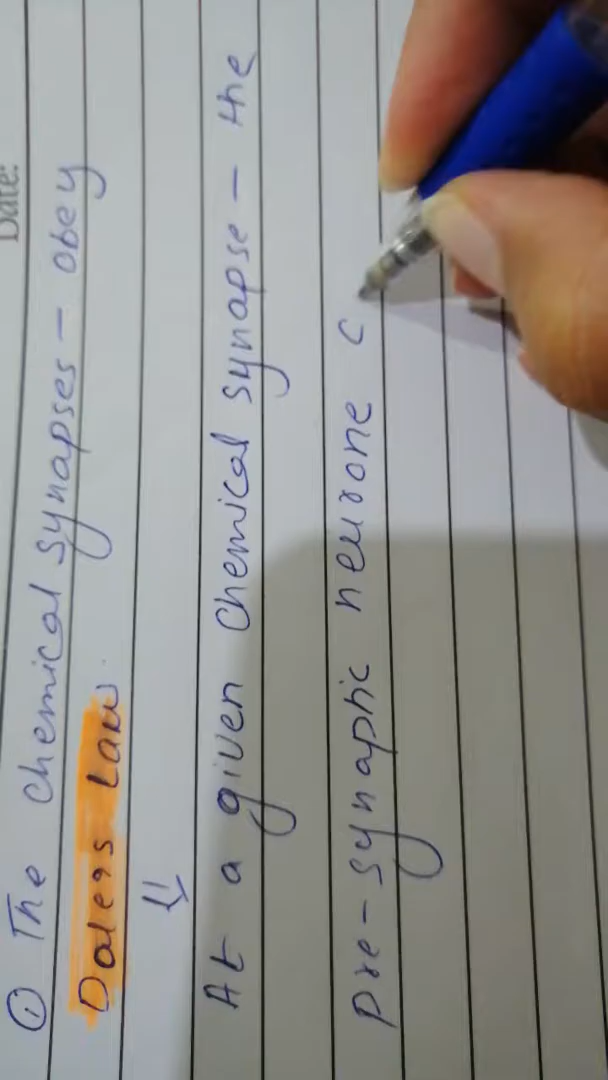 Date:
① The chemical synapses - obey
Dale's Law.
At a given chemical synapse - the
pre-synaptic neurone c